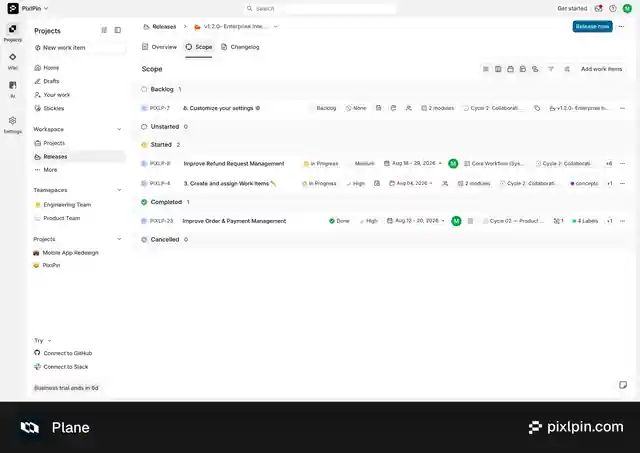 PixlPin
Search
Get started
M
Projects
Wiki
AI
Settings
Projects
New work item
Home
Drafts
Your work
Stickies
Workspace
Projects
Releases
More
Teamspaces
Engineering Team
Product Team
Projects
Mobile App Redesign
PixlPin
Try
Connect to GitHub
Connect to Slack
Business trial ends in 6d
Releases
v1.2.0- Enterprise Inte...
Release now
Overview
Scope
Changelog
Scope
Add work items
Backlog 1
PIXLP-7 6. Customize your settings Backlog None 2 modules Cycle 2: Collaborati... v1.2.0- Enterprise In...
Unstarted 0
Started 2
Improve Refund Request Management In Progress Medium Aug 14 - 29, 2026 M Core Workflow (Sys... Cycle 2: Collaborati +6
PIXLP-4 3. Create and assign Work Items In Progress High Aug 04, 2026 2 modules Cycle 2: Collaborati... concepts +1
Completed 1
PIXLP-23 Improve Order & Payment Management Done High Aug 12 - 20, 2026 M Cycle 02 – Product ... 1 4 Labels +1
Cancelled 0
Plane
pixlpin.com